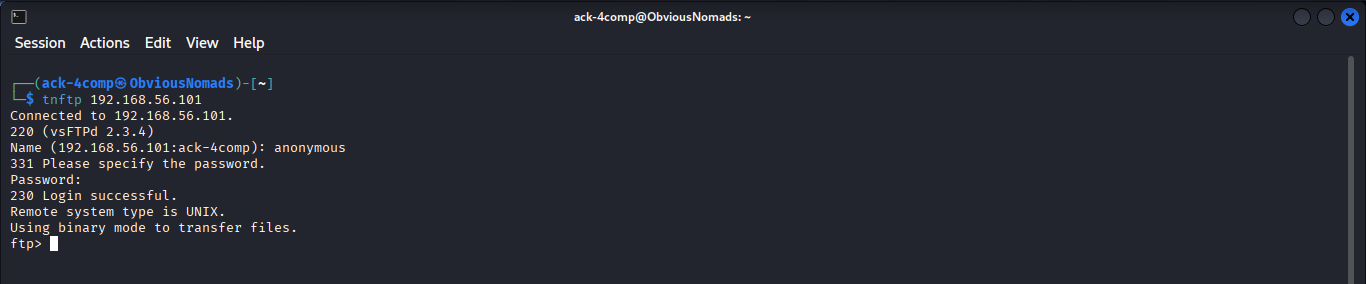 ack-4comp@ObviousNomads: ~
Session Actions Edit View Help
┌──(ack-4comp㉿ObviousNomads)-[~]
└─$ tnftp 192.168.56.101
Connected to 192.168.56.101.
220 (vsFTPd 2.3.4)
Name (192.168.56.101:ack-4comp): anonymous
331 Please specify the password.
Password:
230 Login successful.
Remote system type is UNIX.
Using binary mode to transfer files.
ftp>